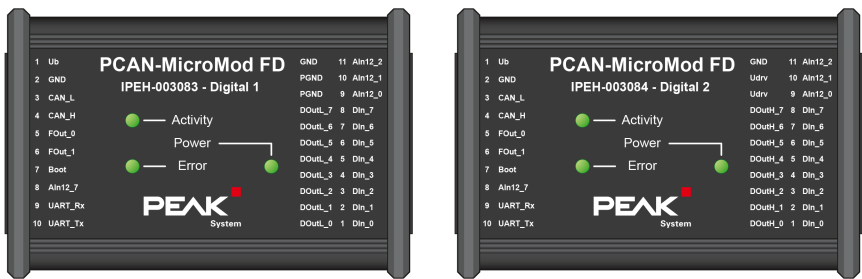 1 Ub
2 GND
3 CAN_L
4 CAN_H
5 FOut_0
6 FOut_1
7 Boot
8 AIn12_7
9 UART_Rx
10 UART_Tx
PCAN-MicroMod FD
IPEH-003083 - Digital 1
Activity
Power
Error
PEAK
System
GND 11 AIn12_2
PGND 10 AIn12_1
PGND 9 AIn12_0
DOutL_7 8 DIn_7
DOutL_6 7 DIn_6
DOutL_5 6 DIn_5
DOutL_4 5 DIn_4
DOutL_3 4 DIn_3
DOutL_2 3 DIn_2
DOutL_1 2 DIn_1
DOutL_0 1 DIn_0
1 Ub
2 GND
3 CAN_L
4 CAN_H
5 FOut_0
6 FOut_1
7 Boot
8 AIn12_7
9 UART_Rx
10 UART_Tx
PCAN-MicroMod FD
IPEH-003084 - Digital 2
Activity
Power
Error
PEAK
System
GND 11 AIn12_2
Udrv 10 AIn12_1
Udrv 9 AIn12_0
DOutH_7 8 DIn_7
DOutH_6 7 DIn_6
DOutH_5 6 DIn_5
DOutH_4 5 DIn_4
DOutH_3 4 DIn_3
DOutH_2 3 DIn_2
DOutH_1 2 DIn_1
DOutH_0 1 DIn_0